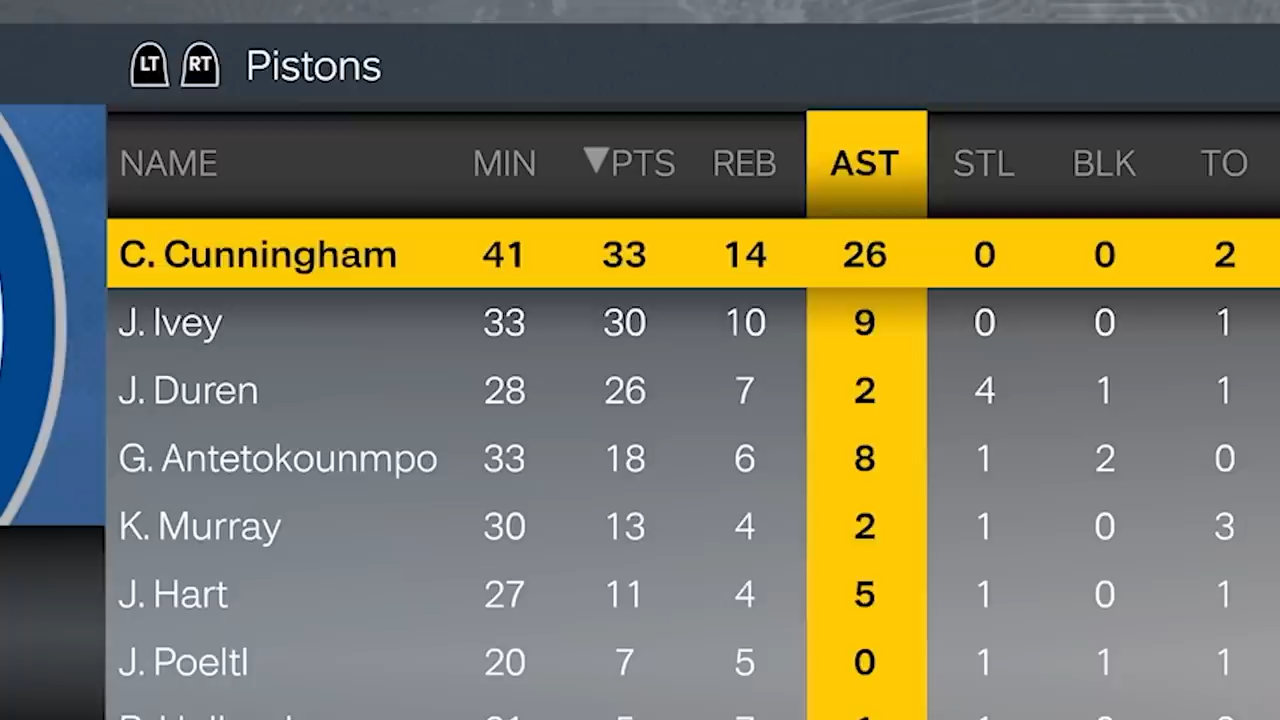 LT RT Pistons
NAME MIN ▼PTS REB AST STL BLK TO
C. Cunningham 41 33 14 26 0 0 2
J. Ivey 33 30 10 9 0 0 1
J. Duren 28 26 7 2 4 1 1
G. Antetokounmpo 33 18 6 8 1 2 0
K. Murray 30 13 4 2 1 0 3
J. Hart 27 11 4 5 1 0 1
J. Poeltl 20 7 5 0 1 1 1